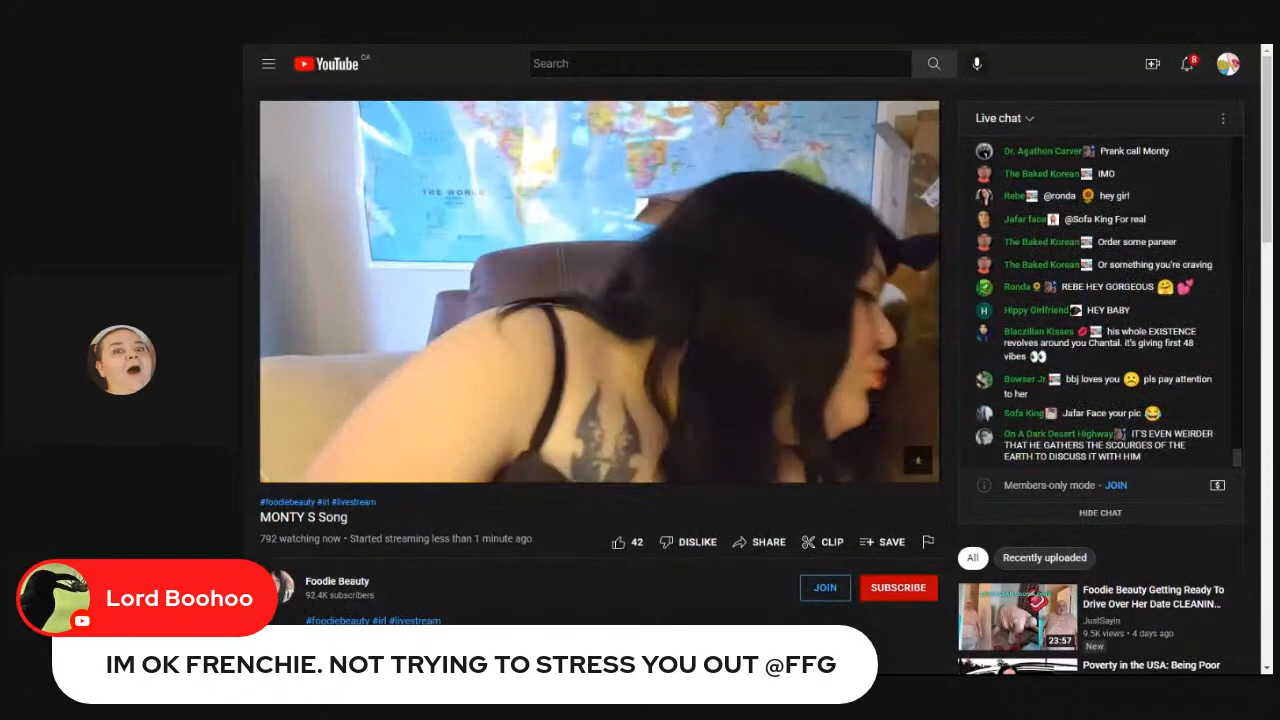 YouTube CA
Search
8
THE WORLD
Live chat
Dr. Agathon Carver Prank call Monty
The Baked Korean IMO
Rebe @ronda 🌻 hey girl!
Jafar face @Sofa King For real
The Baked Korean Order some paneer
The Baked Korean Or something you're craving
Ronda🌻 REBE HEY GORGEOUS 🤗 💕
H Hippy Girlfriend HEY BABY
Blaczilian Kisses 💋 his whole EXISTENCE
revolves around you Chantal. it's giving first 48
vibes 👀
Bowser Jr. bbj loves you ☹️ pls pay attention
to her
Sofa King Jafar Face your pic 😂
On A Dark Desert Highway IT'S EVEN WEIRDER
THAT HE GATHERS THE SCOURGES OF THE
EARTH TO DISCUSS IT WITH HIM
Members-only mode · JOIN
HIDE CHAT
#foodiebeauty #irl #livestream
MONTY S Song
792 watching now • Started streaming less than 1 minute ago
42 DISLIKE SHARE CLIP SAVE
Foodie Beauty
92.4K subscribers
JOIN SUBSCRIBE
#foodiebeauty #irl #livestream
All Recently uploaded
23:57
Foodie Beauty Getting Ready To
Drive Over Her Date CLEANIN...
JustSayin
9.5K views • 4 days ago
New
Poverty in the USA: Being Poor
Lord Boohoo
IM OK FRENCHIE. NOT TRYING TO STRESS YOU OUT @FFG